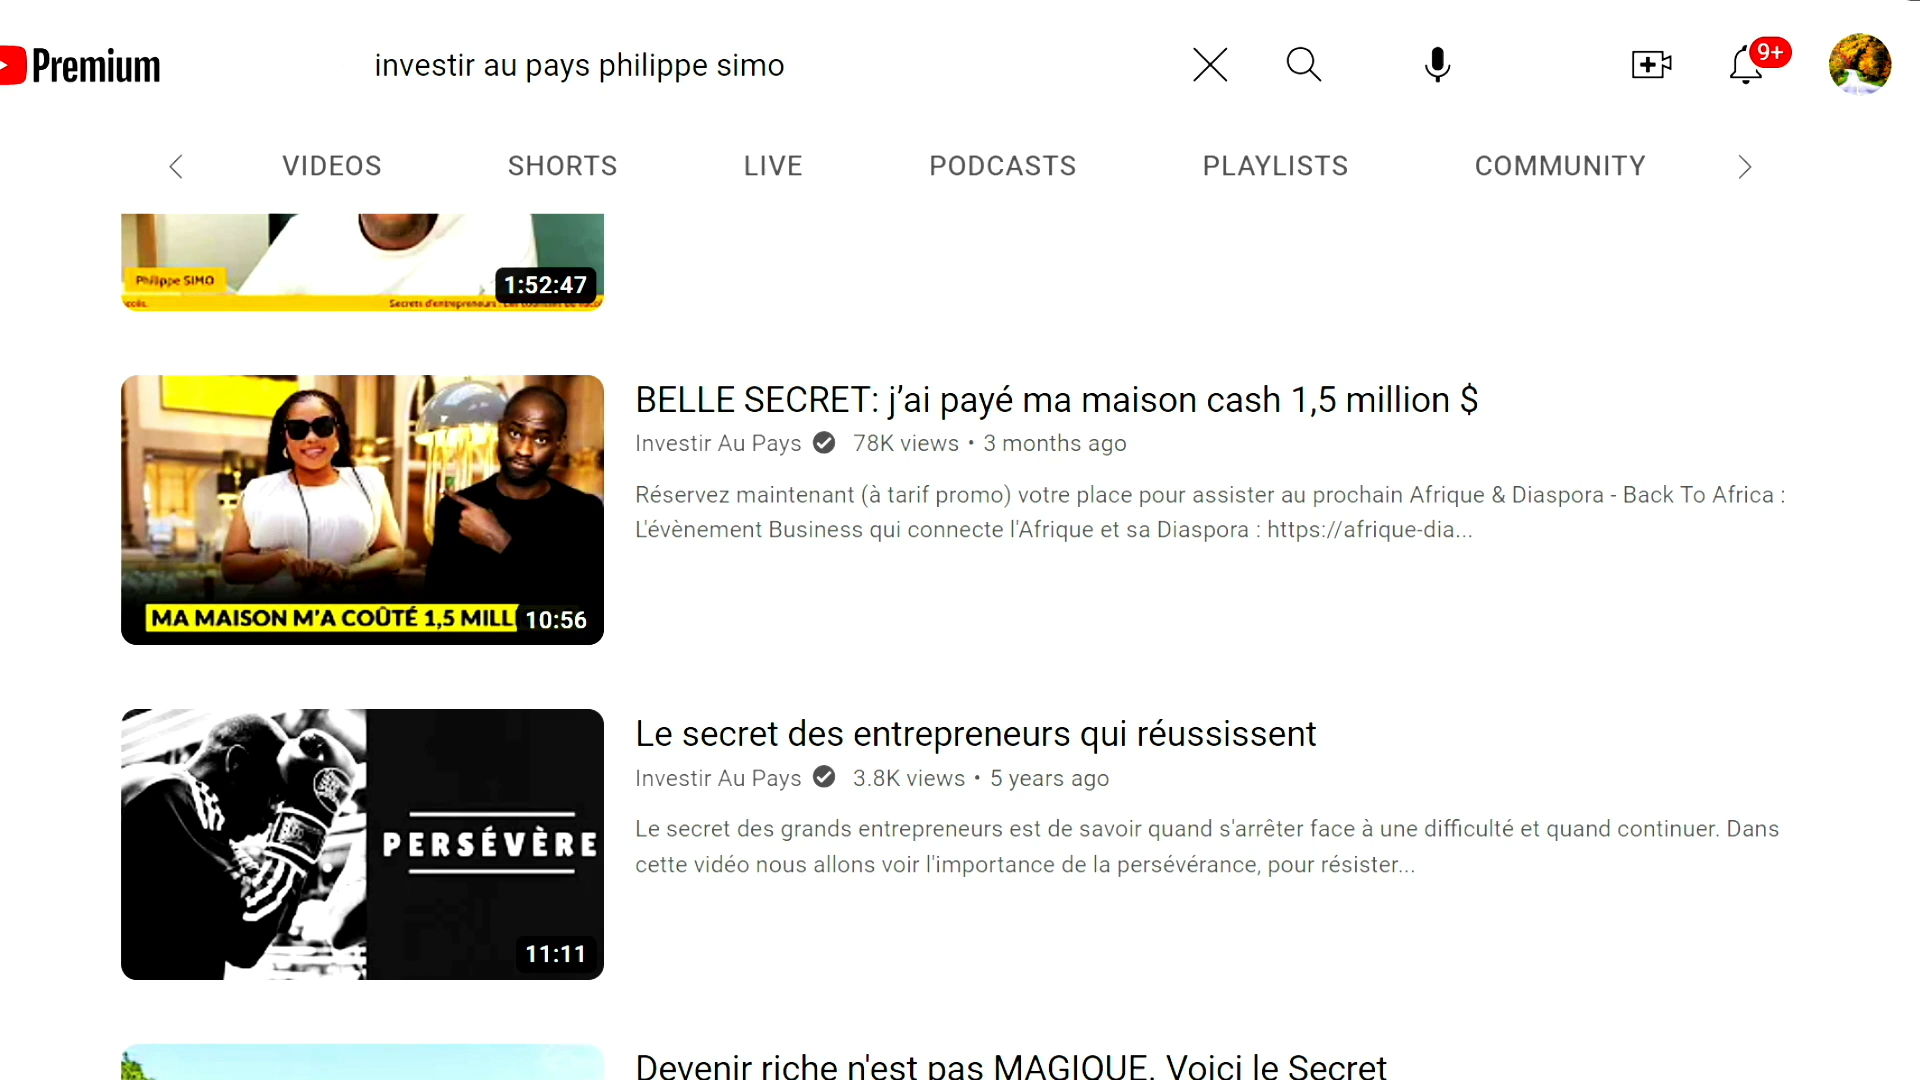 Premium
investir au pays philippe simo
9+
VIDEOS SHORTS LIVE PODCASTS PLAYLISTS COMMUNITY
Philippe SIMO
1:52:47
Secrets d'entrepreneurs :
BELLE SECRET: j’ai payé ma maison cash 1,5 million $
Investir Au Pays 78K views • 3 months ago
Réservez maintenant (à tarif promo) votre place pour assister au prochain Afrique & Diaspora - Back To Africa :
L'évènement Business qui connecte l'Afrique et sa Diaspora : https://afrique-dia...
MA MAISON M'A COÛTÉ 1,5 MILL
10:56
Le secret des entrepreneurs qui réussissent
Investir Au Pays 3.8K views • 5 years ago
Le secret des grands entrepreneurs est de savoir quand s'arrêter face à une difficulté et quand continuer. Dans
cette vidéo nous allons voir l'importance de la persévérance, pour résister...
PERSÉVÈRE
11:11
Devenir riche n'est pas MAGIQUE. Voici le Secret